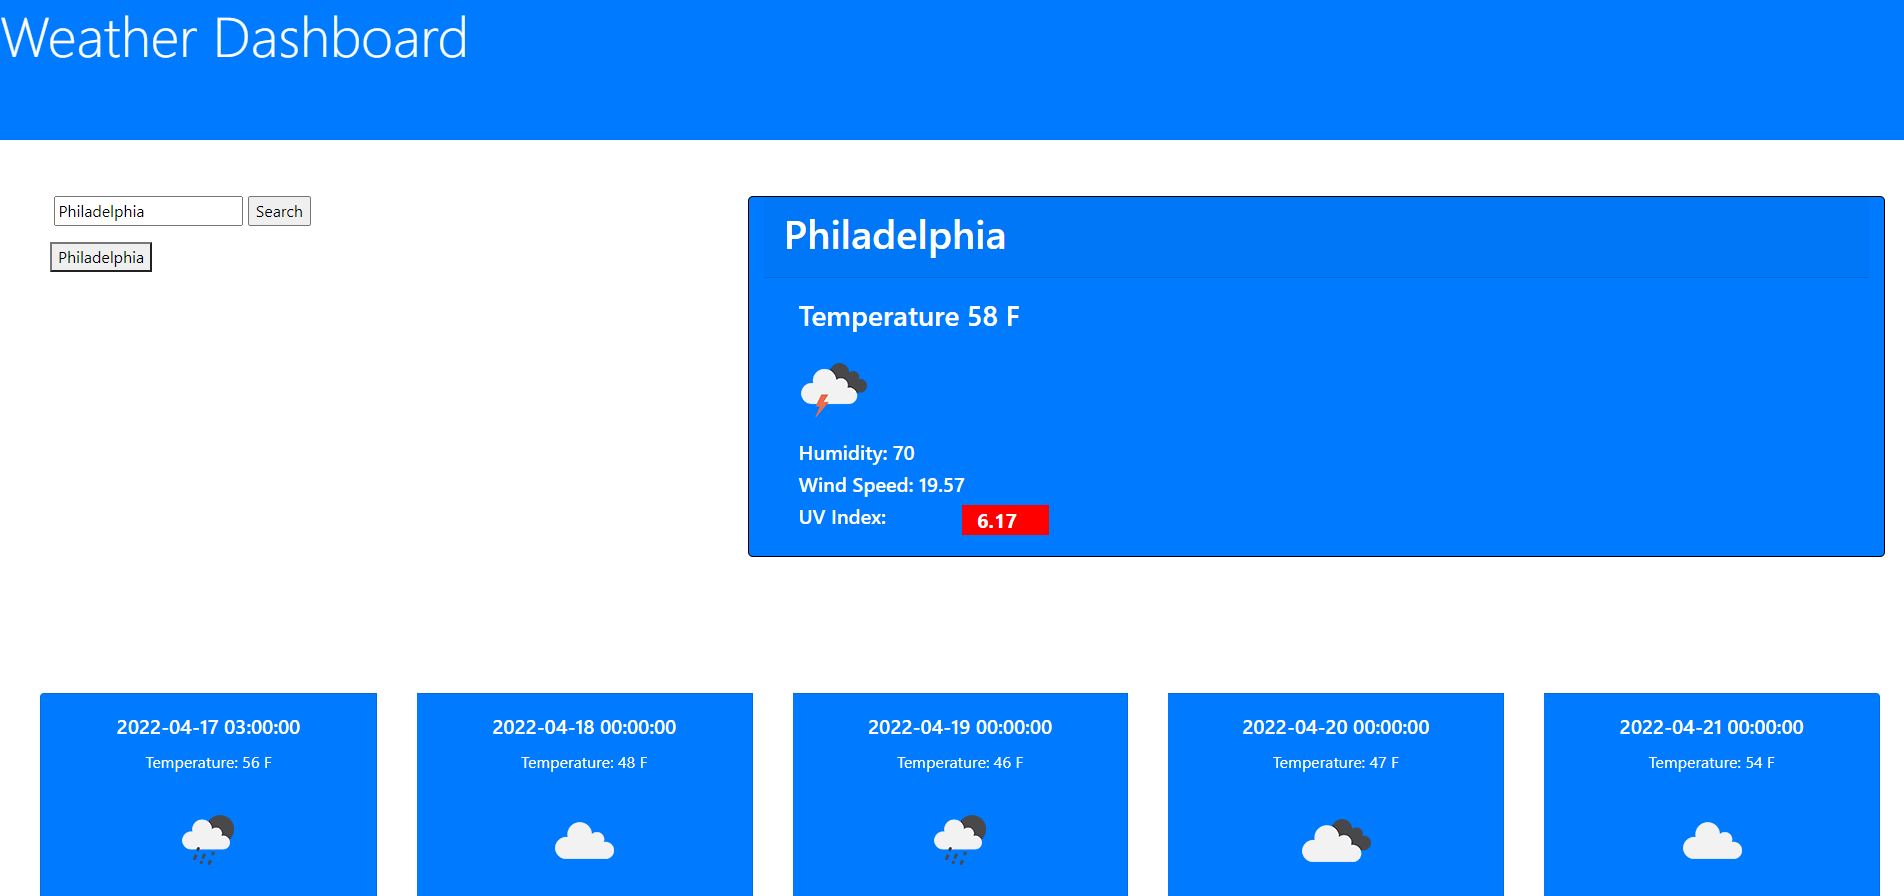 Weather Dashboard
Philadelphia Search
Philadelphia
Philadelphia
Temperature 58 F
Humidity: 70
Wind Speed: 19.57
UV Index: 6.17
2022-04-17 03:00:00
Temperature: 56 F
2022-04-18 00:00:00
Temperature: 48 F
2022-04-19 00:00:00
Temperature: 46 F
2022-04-20 00:00:00
Temperature: 47 F
2022-04-21 00:00:00
Temperature: 54 F